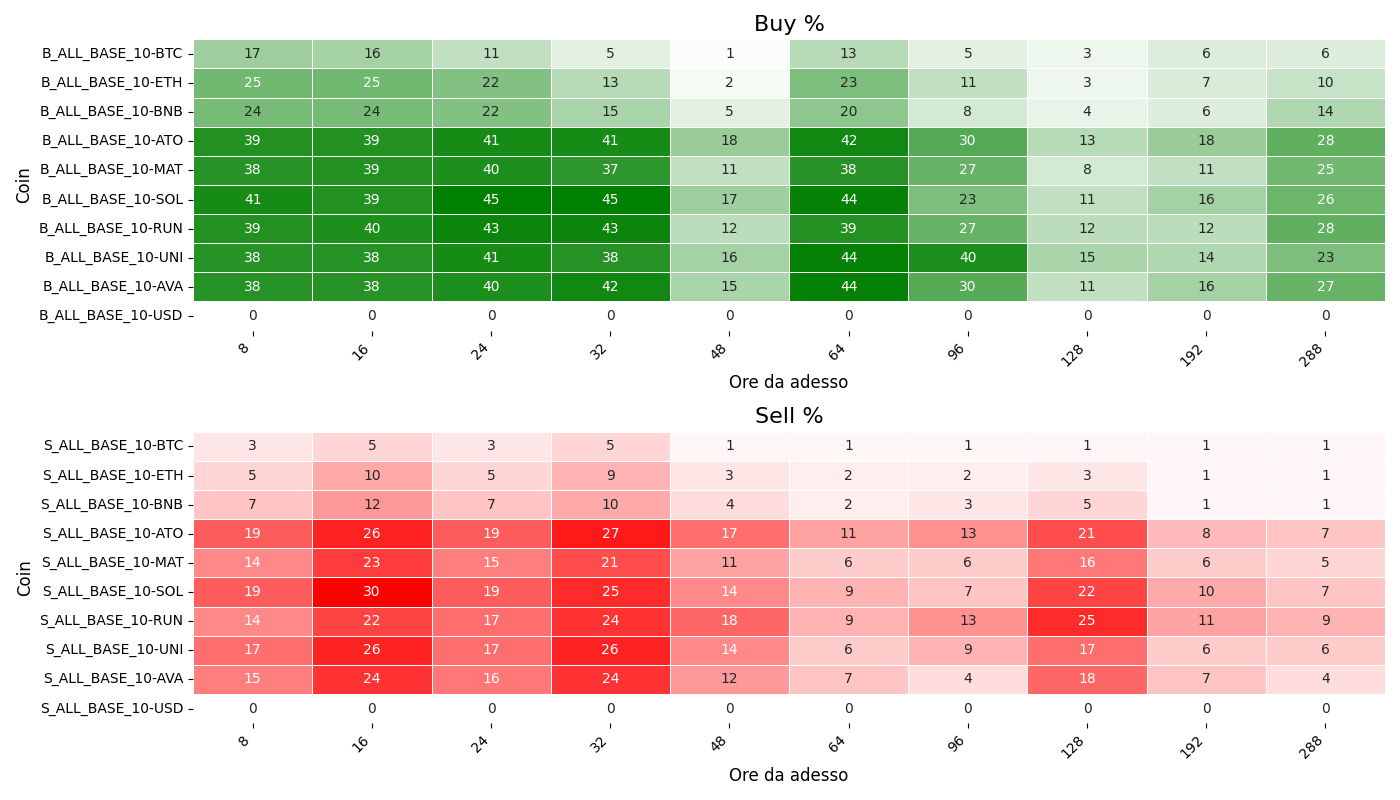 Buy %
Coin
B_ALL_BASE_10-BTC 17 16 11 5 1 13 5 3 6 6
B_ALL_BASE_10-ETH 25 25 22 13 2 23 11 3 7 10
B_ALL_BASE_10-BNB 24 24 22 15 5 20 8 4 6 14
B_ALL_BASE_10-ATO 39 39 41 41 18 42 30 13 18 28
B_ALL_BASE_10-MAT 38 39 40 37 11 38 27 8 11 25
B_ALL_BASE_10-SOL 41 39 45 45 17 44 23 11 16 26
B_ALL_BASE_10-RUN 39 40 43 43 12 39 27 12 12 28
B_ALL_BASE_10-UNI 38 38 41 38 16 44 40 15 14 23
B_ALL_BASE_10-AVA 38 38 40 42 15 44 30 11 16 27
B_ALL_BASE_10-USD 0 0 0 0 0 0 0 0 0 0
8 16 24 32 48 64 96 128 192 288
Ore da adesso
Sell %
Coin
S_ALL_BASE_10-BTC 3 5 3 5 1 1 1 1 1 1
S_ALL_BASE_10-ETH 5 10 5 9 3 2 2 3 1 1
S_ALL_BASE_10-BNB 7 12 7 10 4 2 3 5 1 1
S_ALL_BASE_10-ATO 19 26 19 27 17 11 13 21 8 7
S_ALL_BASE_10-MAT 14 23 15 21 11 6 6 16 6 5
S_ALL_BASE_10-SOL 19 30 19 25 14 9 7 22 10 7
S_ALL_BASE_10-RUN 14 22 17 24 18 9 13 25 11 9
S_ALL_BASE_10-UNI 17 26 17 26 14 6 9 17 6 6
S_ALL_BASE_10-AVA 15 24 16 24 12 7 4 18 7 4
S_ALL_BASE_10-USD 0 0 0 0 0 0 0 0 0 0
8 16 24 32 48 64 96 128 192 288
Ore da adesso